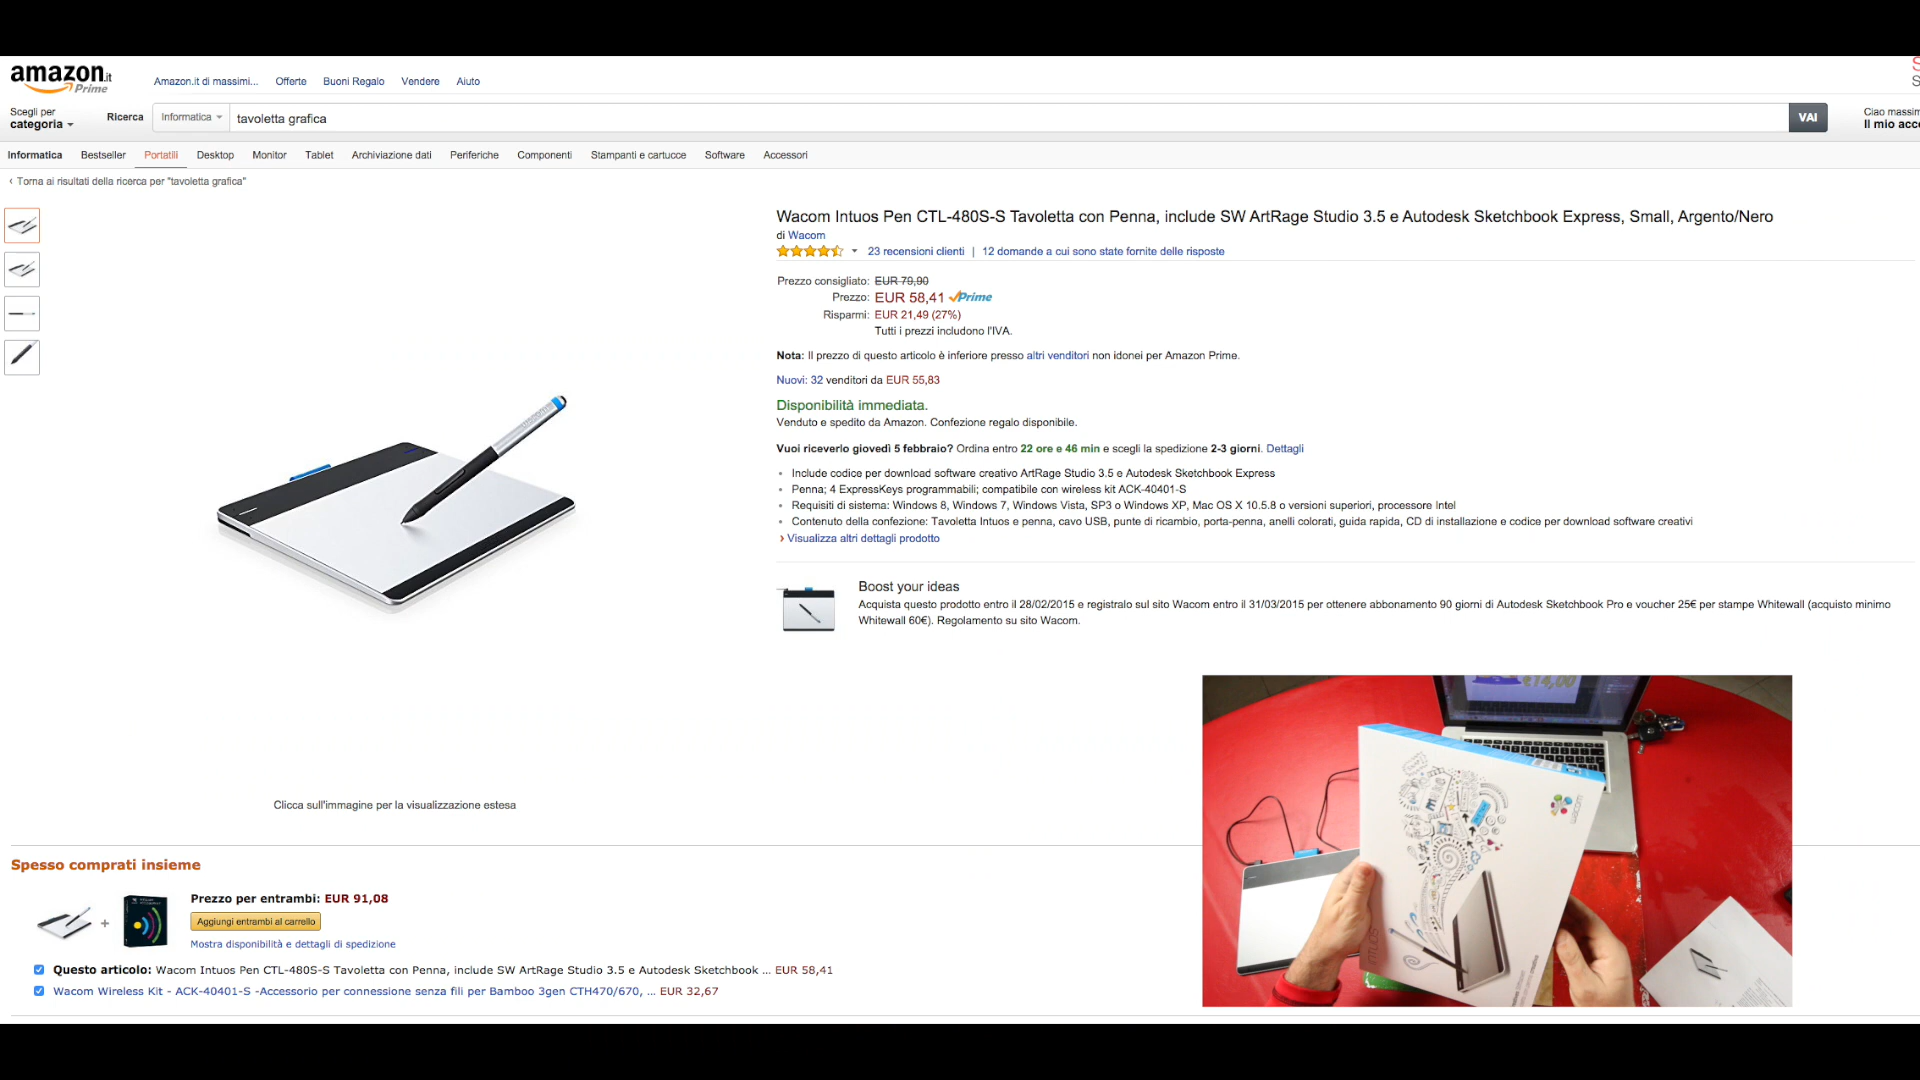 amazon.it
Prime
Amazon.it di massimi...
Offerte
Buoni Regalo
Vendere
Aiuto
Scegli per
categoria
Ricerca
Informatica
tavoletta grafica
VAI
Ciao massim
Il mio acco
Informatica
Bestseller
Portatili
Desktop
Monitor
Tablet
Archiviazione dati
Periferiche
Componenti
Stampanti e cartucce
Software
Accessori
‹ Torna ai risultati della ricerca per "tavoletta grafica"
Wacom Intuos Pen CTL-480S-S Tavoletta con Penna, include SW ArtRage Studio 3.5 e Autodesk Sketchbook Express, Small, Argento/Nero
di Wacom
23 recensioni clienti | 12 domande a cui sono state fornite delle risposte
Prezzo consigliato: EUR 79,90
Prezzo: EUR 58,41 Prime
Risparmi: EUR 21,49 (27%)
Tutti i prezzi includono l'IVA.
Nota: Il prezzo di questo articolo è inferiore presso altri venditori non idonei per Amazon Prime.
Nuovi: 32 venditori da EUR 55,83
Disponibilità immediata.
Venduto e spedito da Amazon. Confezione regalo disponibile.
Vuoi riceverlo giovedì 5 febbraio? Ordina entro 22 ore e 46 min e scegli la spedizione 2-3 giorni. Dettagli
• Include codice per download software creativo ArtRage Studio 3.5 e Autodesk Sketchbook Express
• Penna; 4 ExpressKeys programmabili; compatibile con wireless kit ACK-40401-S
• Requisiti di sistema: Windows 8, Windows 7, Windows Vista, SP3 o Windows XP, Mac OS X 10.5.8 o versioni superiori, processore Intel
• Contenuto della confezione: Tavoletta Intuos e penna, cavo USB, punte di ricambio, porta-penna, anelli colorati, guida rapida, CD di installazione e codice per download software creativi
› Visualizza altri dettagli prodotto
Boost your ideas
Acquista questo prodotto entro il 28/02/2015 e registralo sul sito Wacom entro il 31/03/2015 per ottenere abbonamento 90 giorni di Autodesk Sketchbook Pro e voucher 25€ per stampe Whitewall (acquisto minimo
Whitewall 60€). Regolamento su sito Wacom.
Clicca sull'immagine per la visualizzazione estesa
Spesso comprati insieme
Prezzo per entrambi: EUR 91,08
+
Aggiungi entrambi al carrello
Mostra disponibilità e dettagli di spedizione
Questo articolo: Wacom Intuos Pen CTL-480S-S Tavoletta con Penna, include SW ArtRage Studio 3.5 e Autodesk Sketchbook ... EUR 58,41
Wacom Wireless Kit - ACK-40401-S -Accessorio per connessione senza fili per Bamboo 3gen CTH470/670, ... EUR 32,67
intuos
wacom